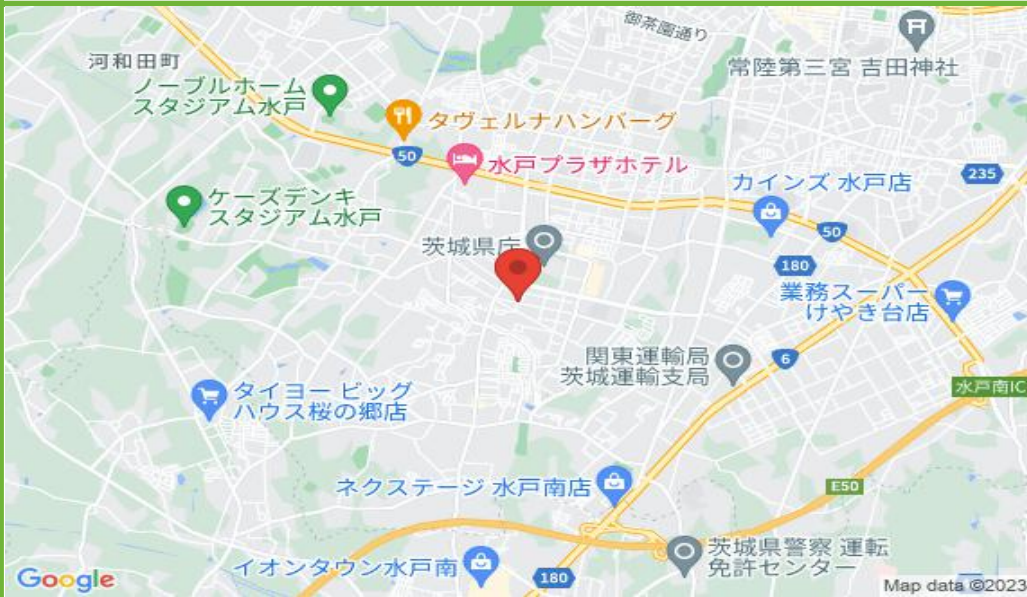 御茶園通り
河和田町
常陸第三宮 吉田神社
ノーブルホーム
スタジアム水戸
タヴェルナハンバーグ
50
水戸プラザホテル
235
カインズ 水戸店
ケーズデンキ
スタジアム水戸
50
茨城県庁
180
業務スーパー
けやき台店
関東運輸局
茨城運輸支局
6
タイヨー ビッグ
ハウス桜の郷店
水戸南IC
ネクステージ 水戸南店
E50
茨城県警察 運転
免許センター
イオンタウン水戸南
180
Google
Map data ©2023